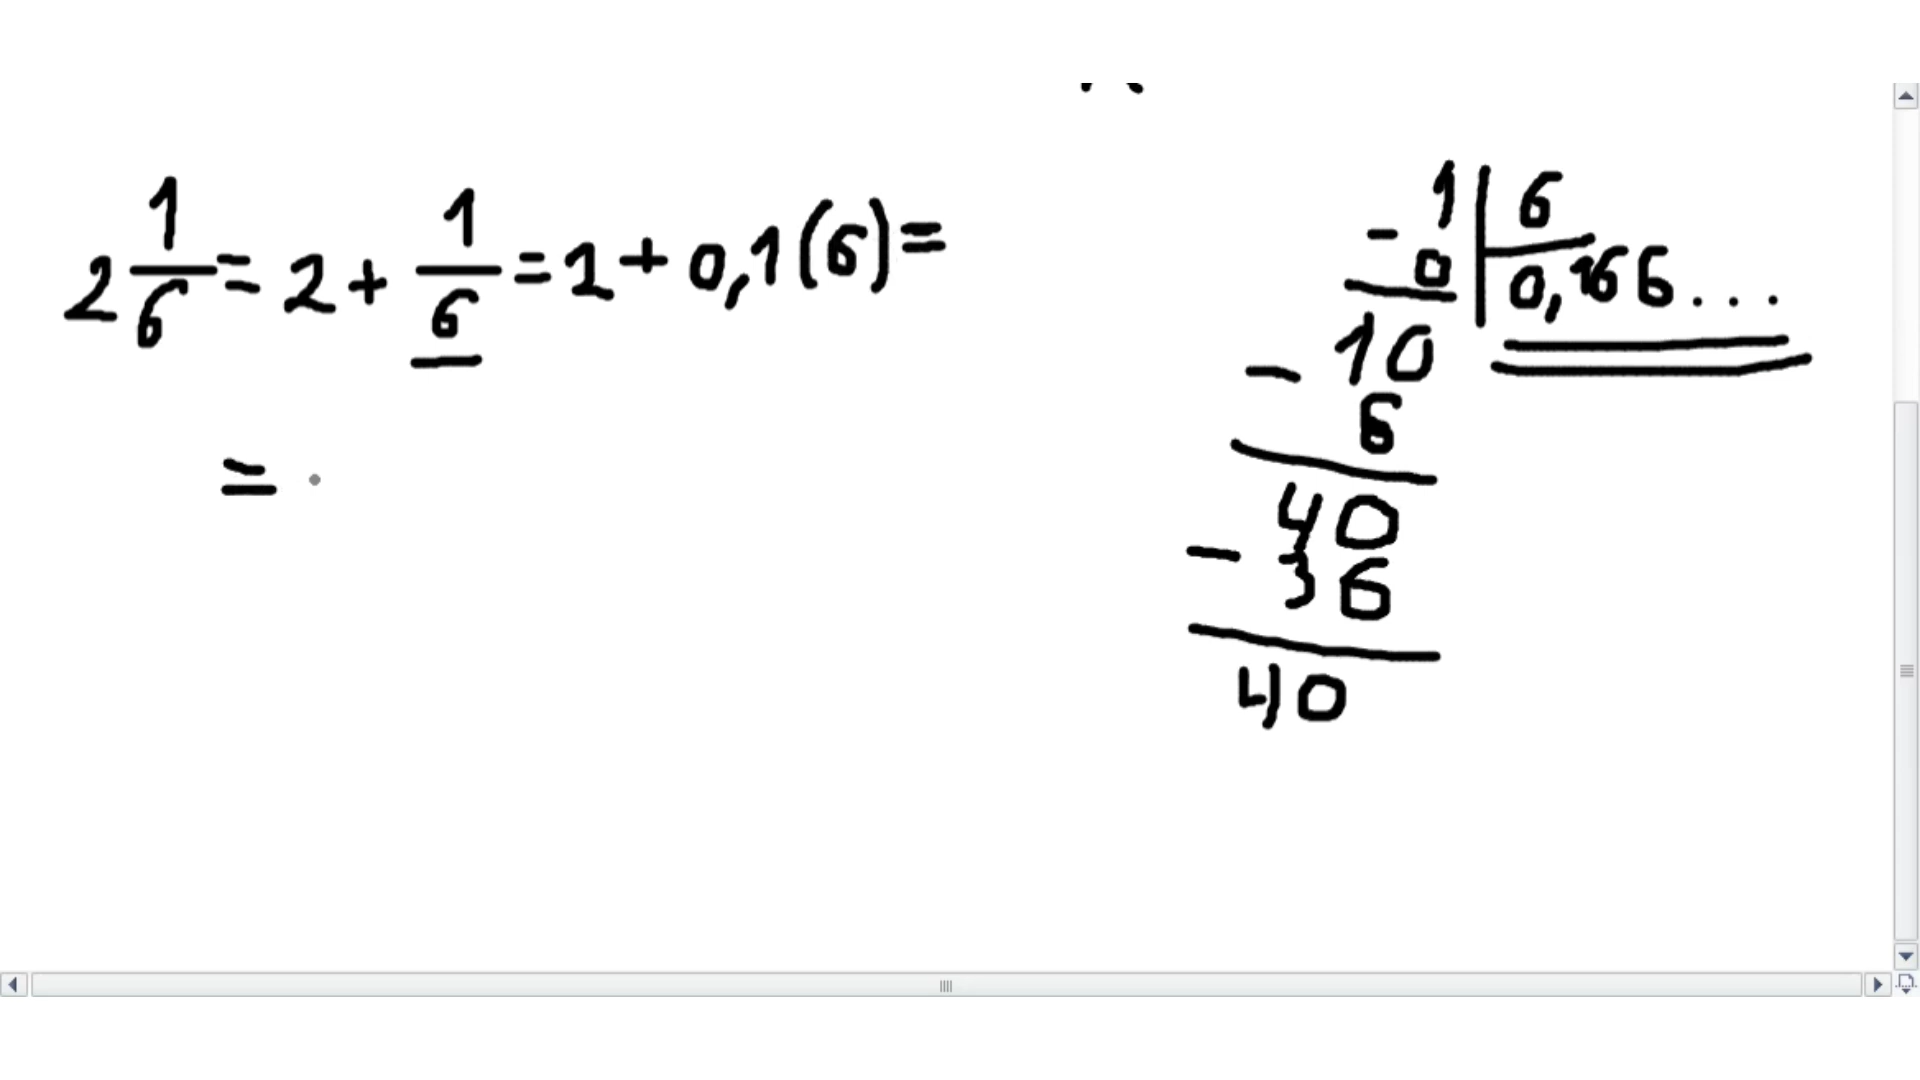 2 1/6 = 2 + 1/6 = 2 + 0,1(6) =
=
- 1 | 6
0 | 0,166...
10
- 6
40
- 36
40